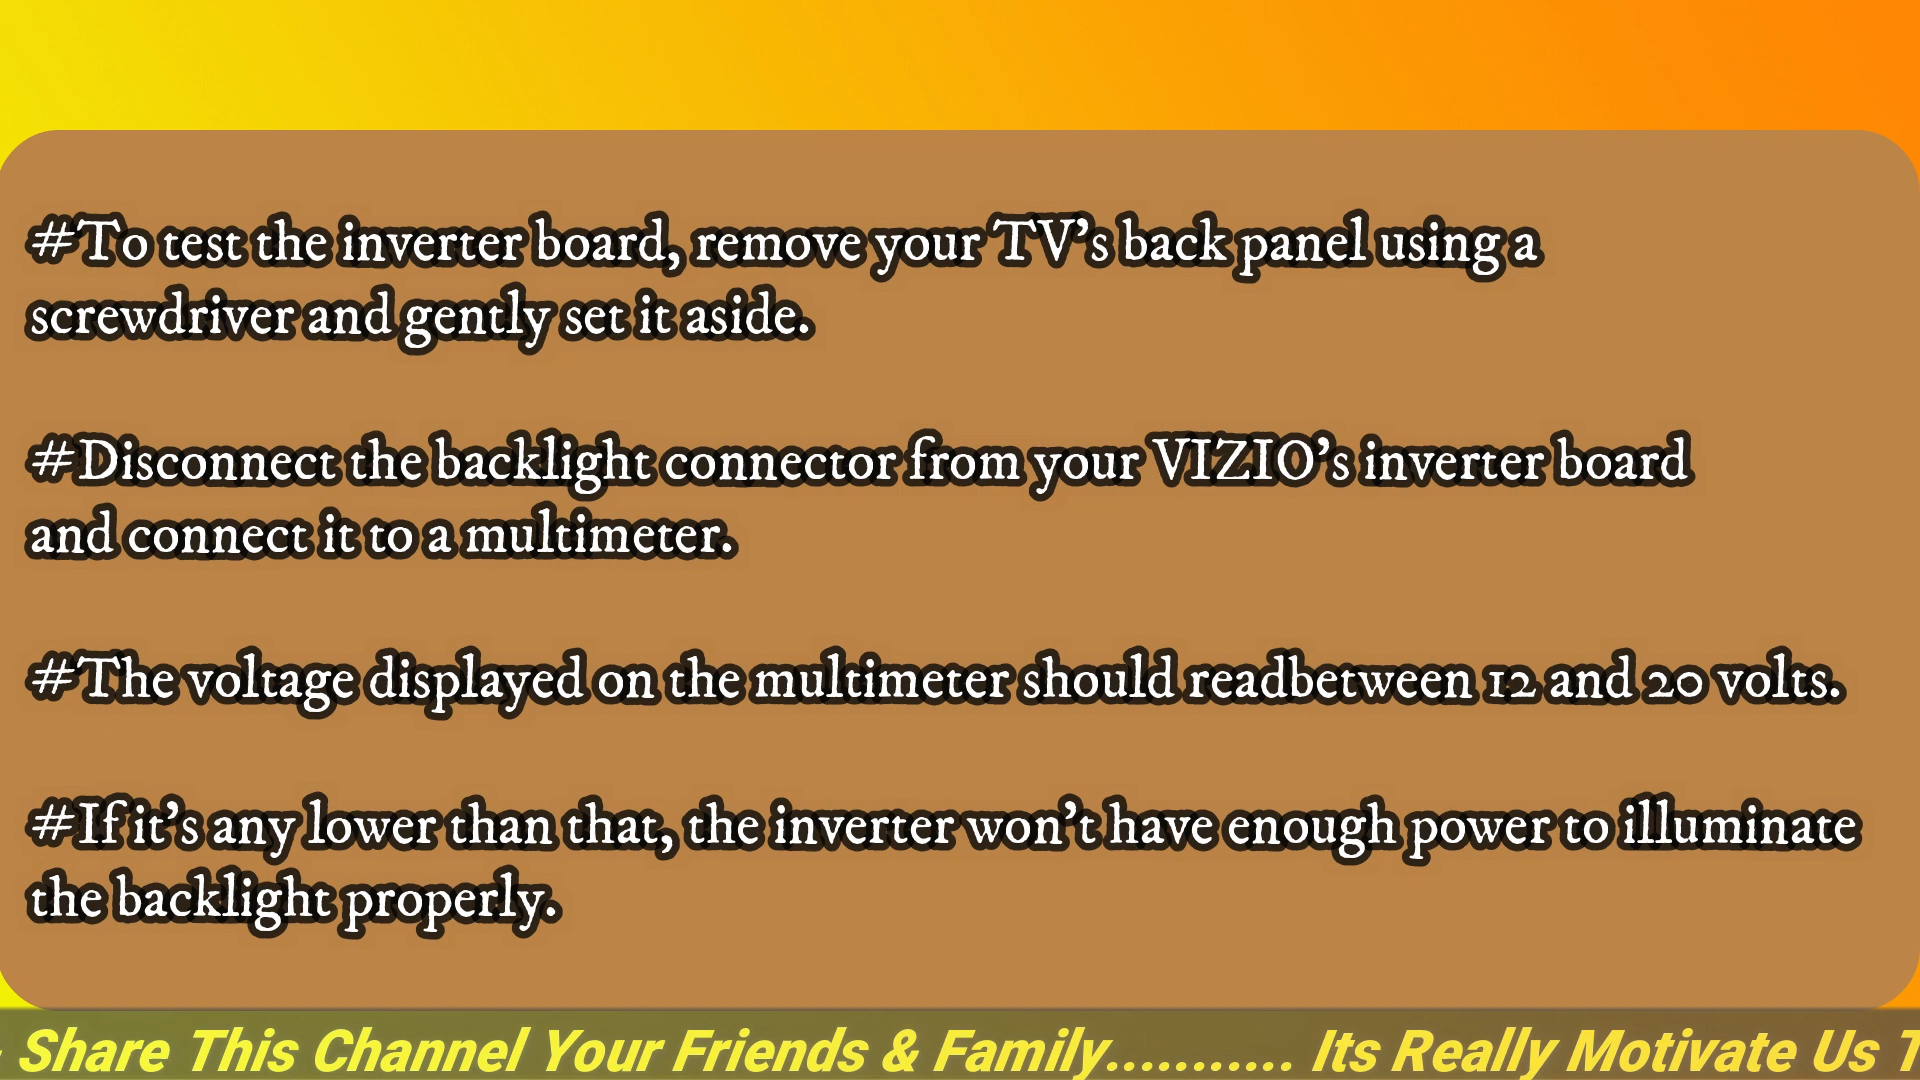 #To test the inverter board, remove your TV's back panel using a
screwdriver and gently set it aside.
#Disconnect the backlight connector from your VIZIO's inverter board
and connect it to a multimeter.
#The voltage displayed on the multimeter should readbetween 12 and 20 volts.
#If it's any lower than that, the inverter won't have enough power to illuminate
the backlight properly.
Share This Channel Your Friends & Family........... Its Really Motivate Us T